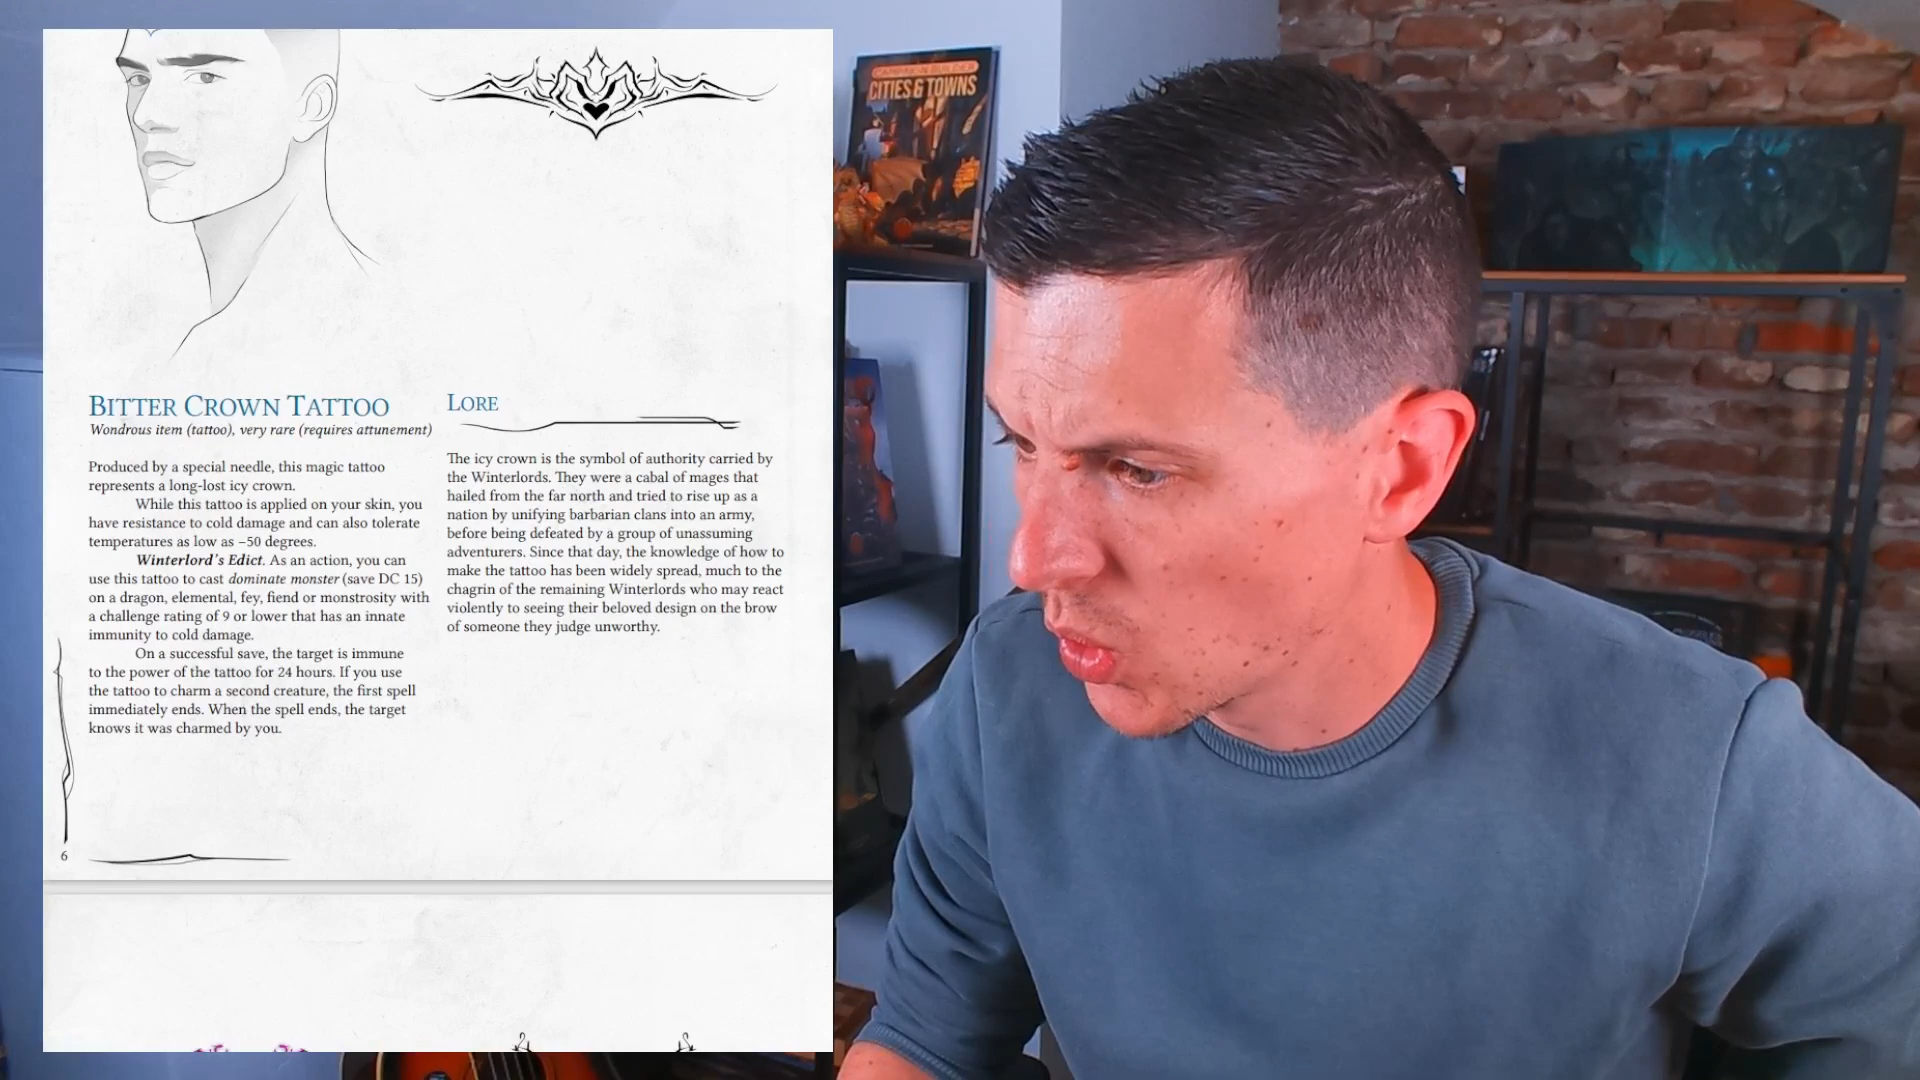 BITTER CROWN TATTOO
Wondrous item (tattoo), very rare (requires attunement)
Produced by a special needle, this magic tattoo
represents a long-lost icy crown.
While this tattoo is applied on your skin, you
have resistance to cold damage and can also tolerate
temperatures as low as –50 degrees.
Winterlord's Edict. As an action, you can
use this tattoo to cast dominate monster (save DC 15)
on a dragon, elemental, fey, fiend or monstrosity with
a challenge rating of 9 or lower that has an innate
immunity to cold damage.
On a successful save, the target is immune
to the power of the tattoo for 24 hours. If you use
the tattoo to charm a second creature, the first spell
immediately ends. When the spell ends, the target
knows it was charmed by you.
6
LORE
The icy crown is the symbol of authority carried by
the Winterlords. They were a cabal of mages that
hailed from the far north and tried to rise up as a
nation by unifying barbarian clans into an army,
before being defeated by a group of unassuming
adventurers. Since that day, the knowledge of how to
make the tattoo has been widely spread, much to the
chagrin of the remaining Winterlords who may react
violently to seeing their beloved design on the brow
of someone they judge unworthy.
CAMPAIGN BUILDER
CITIES & TOWNS